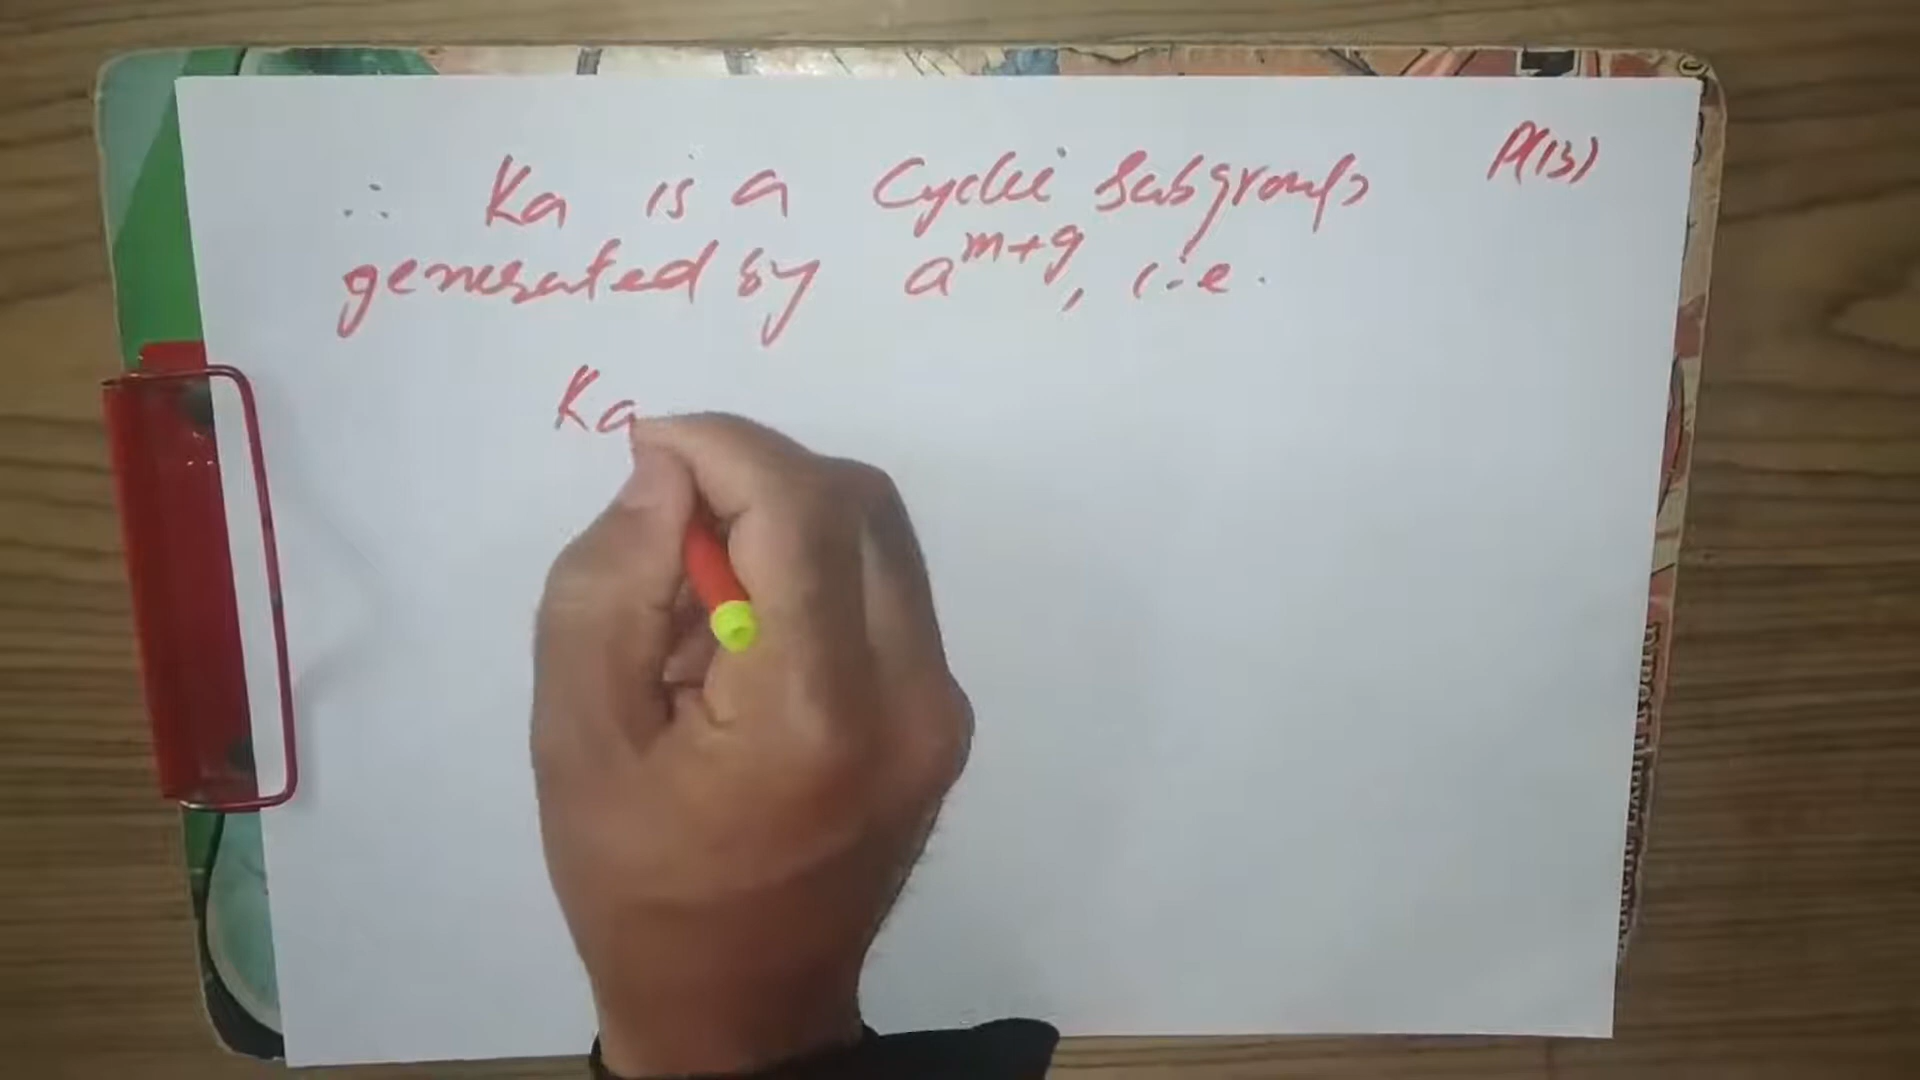 ∴ Ka is a Cyclic Subgroup P(13)
generated by a^{m+g}, i.e.
Ka